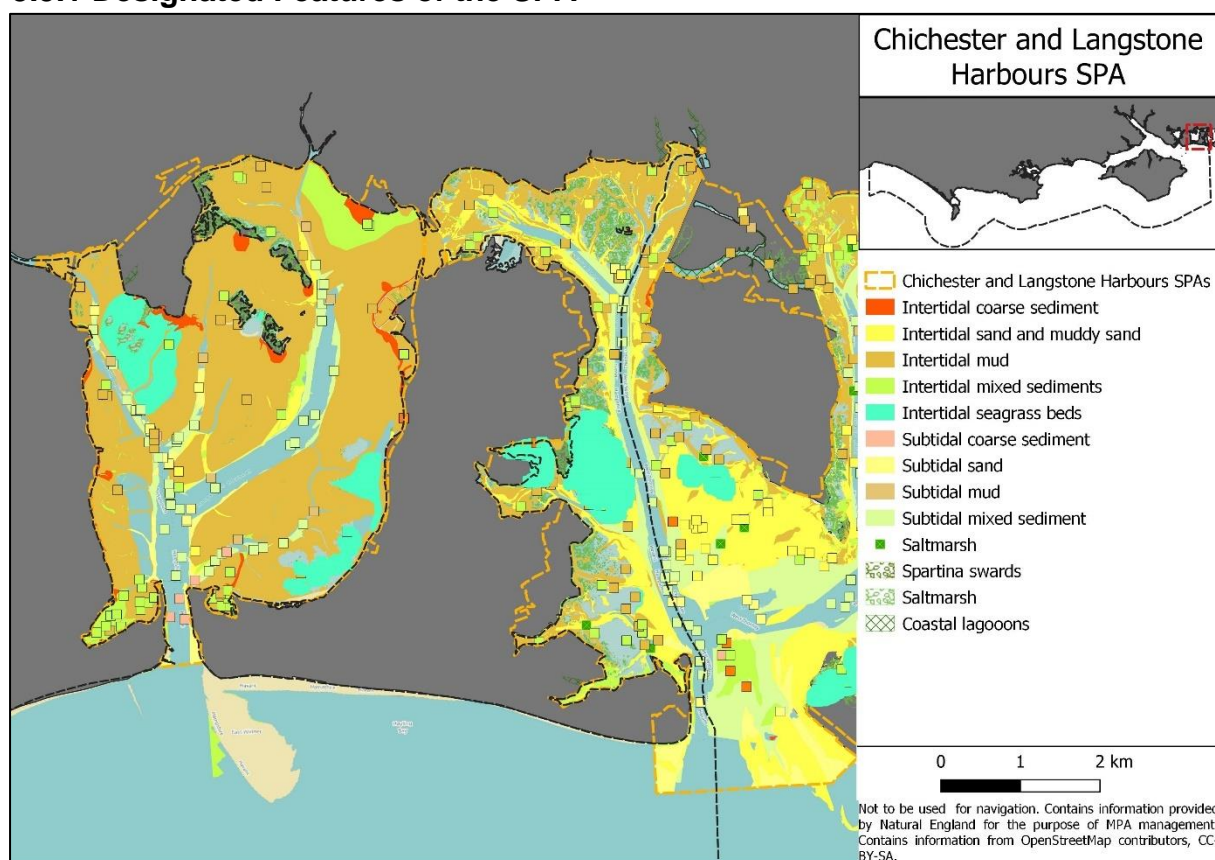 Chichester and Langstone
Harbours SPA
Chichester and Langstone Harbours SPAs
Intertidal coarse sediment
Intertidal sand and muddy sand
Intertidal mud
Intertidal mixed sediments
Intertidal seagrass beds
Subtidal coarse sediment
Subtidal sand
Subtidal mud
Subtidal mixed sediment
Saltmarsh
Spartina swards
Saltmarsh
Coastal lagooons
0 1 2 km
Not to be used for navigation. Contains information provided
by Natural England for the purpose of MPA management
Contains information from OpenStreetMap contributors, CC-
BY-SA.